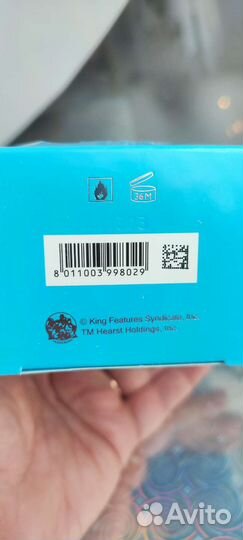 36M
8 011003 998029
© King Features Syndicate, Inc.
TM Hearst Holdings, Inc.
Avito